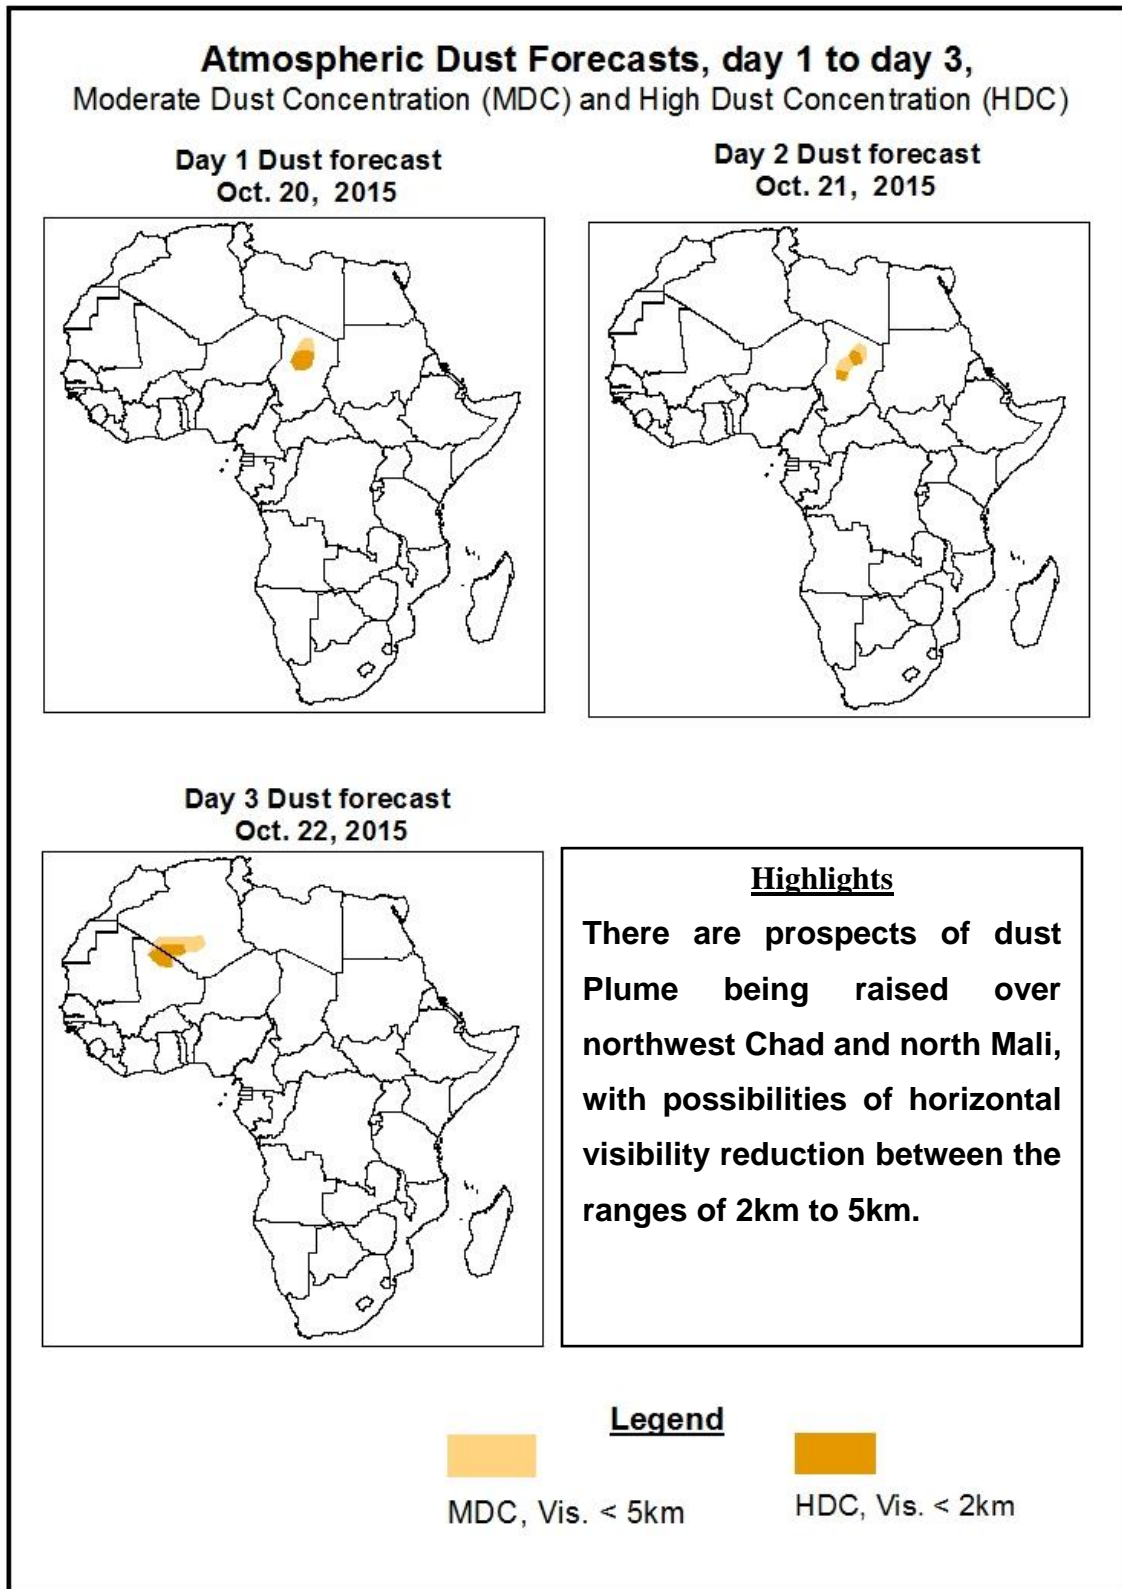 Atmospheric Dust Forecasts, day 1 to day 3,
Moderate Dust Concentration (MDC) and High Dust Concentration (HDC)
Day 1 Dust forecast
Oct. 20, 2015
Day 2 Dust forecast
Oct. 21, 2015
Day 3 Dust forecast
Oct. 22, 2015
Highlights
There are prospects of dust
Plume being raised over
northwest Chad and north Mali,
with possibilities of horizontal
visibility reduction between the
ranges of 2km to 5km.
Legend
MDC, Vis. < 5km
HDC, Vis. < 2km